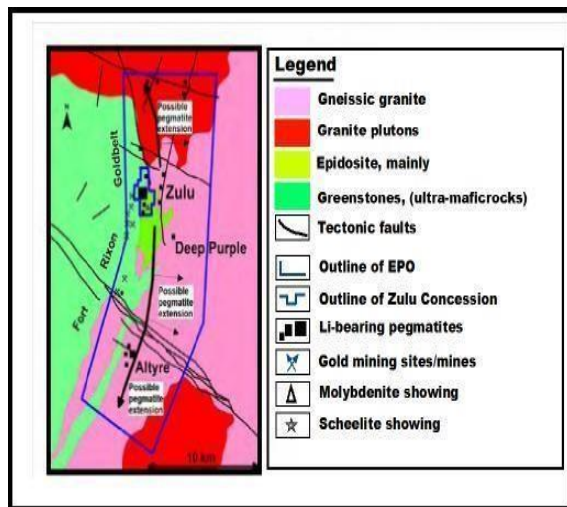 Possible
pegmatite
extension
Goldbelt
Zulu
Deep Purple
Rixon
Fort
Possible
pegmatite
extension
Altyre
Possible
pegmatite
extension
10 km
Legend
Gneissic granite
Granite plutons
Epidosite, mainly
Greenstones, (ultra-maficrocks)
Tectonic faults
Outline of EPO
Outline of Zulu Concession
Li-bearing pegmatites
Gold mining sites/mines
Molybdenite showing
Scheelite showing